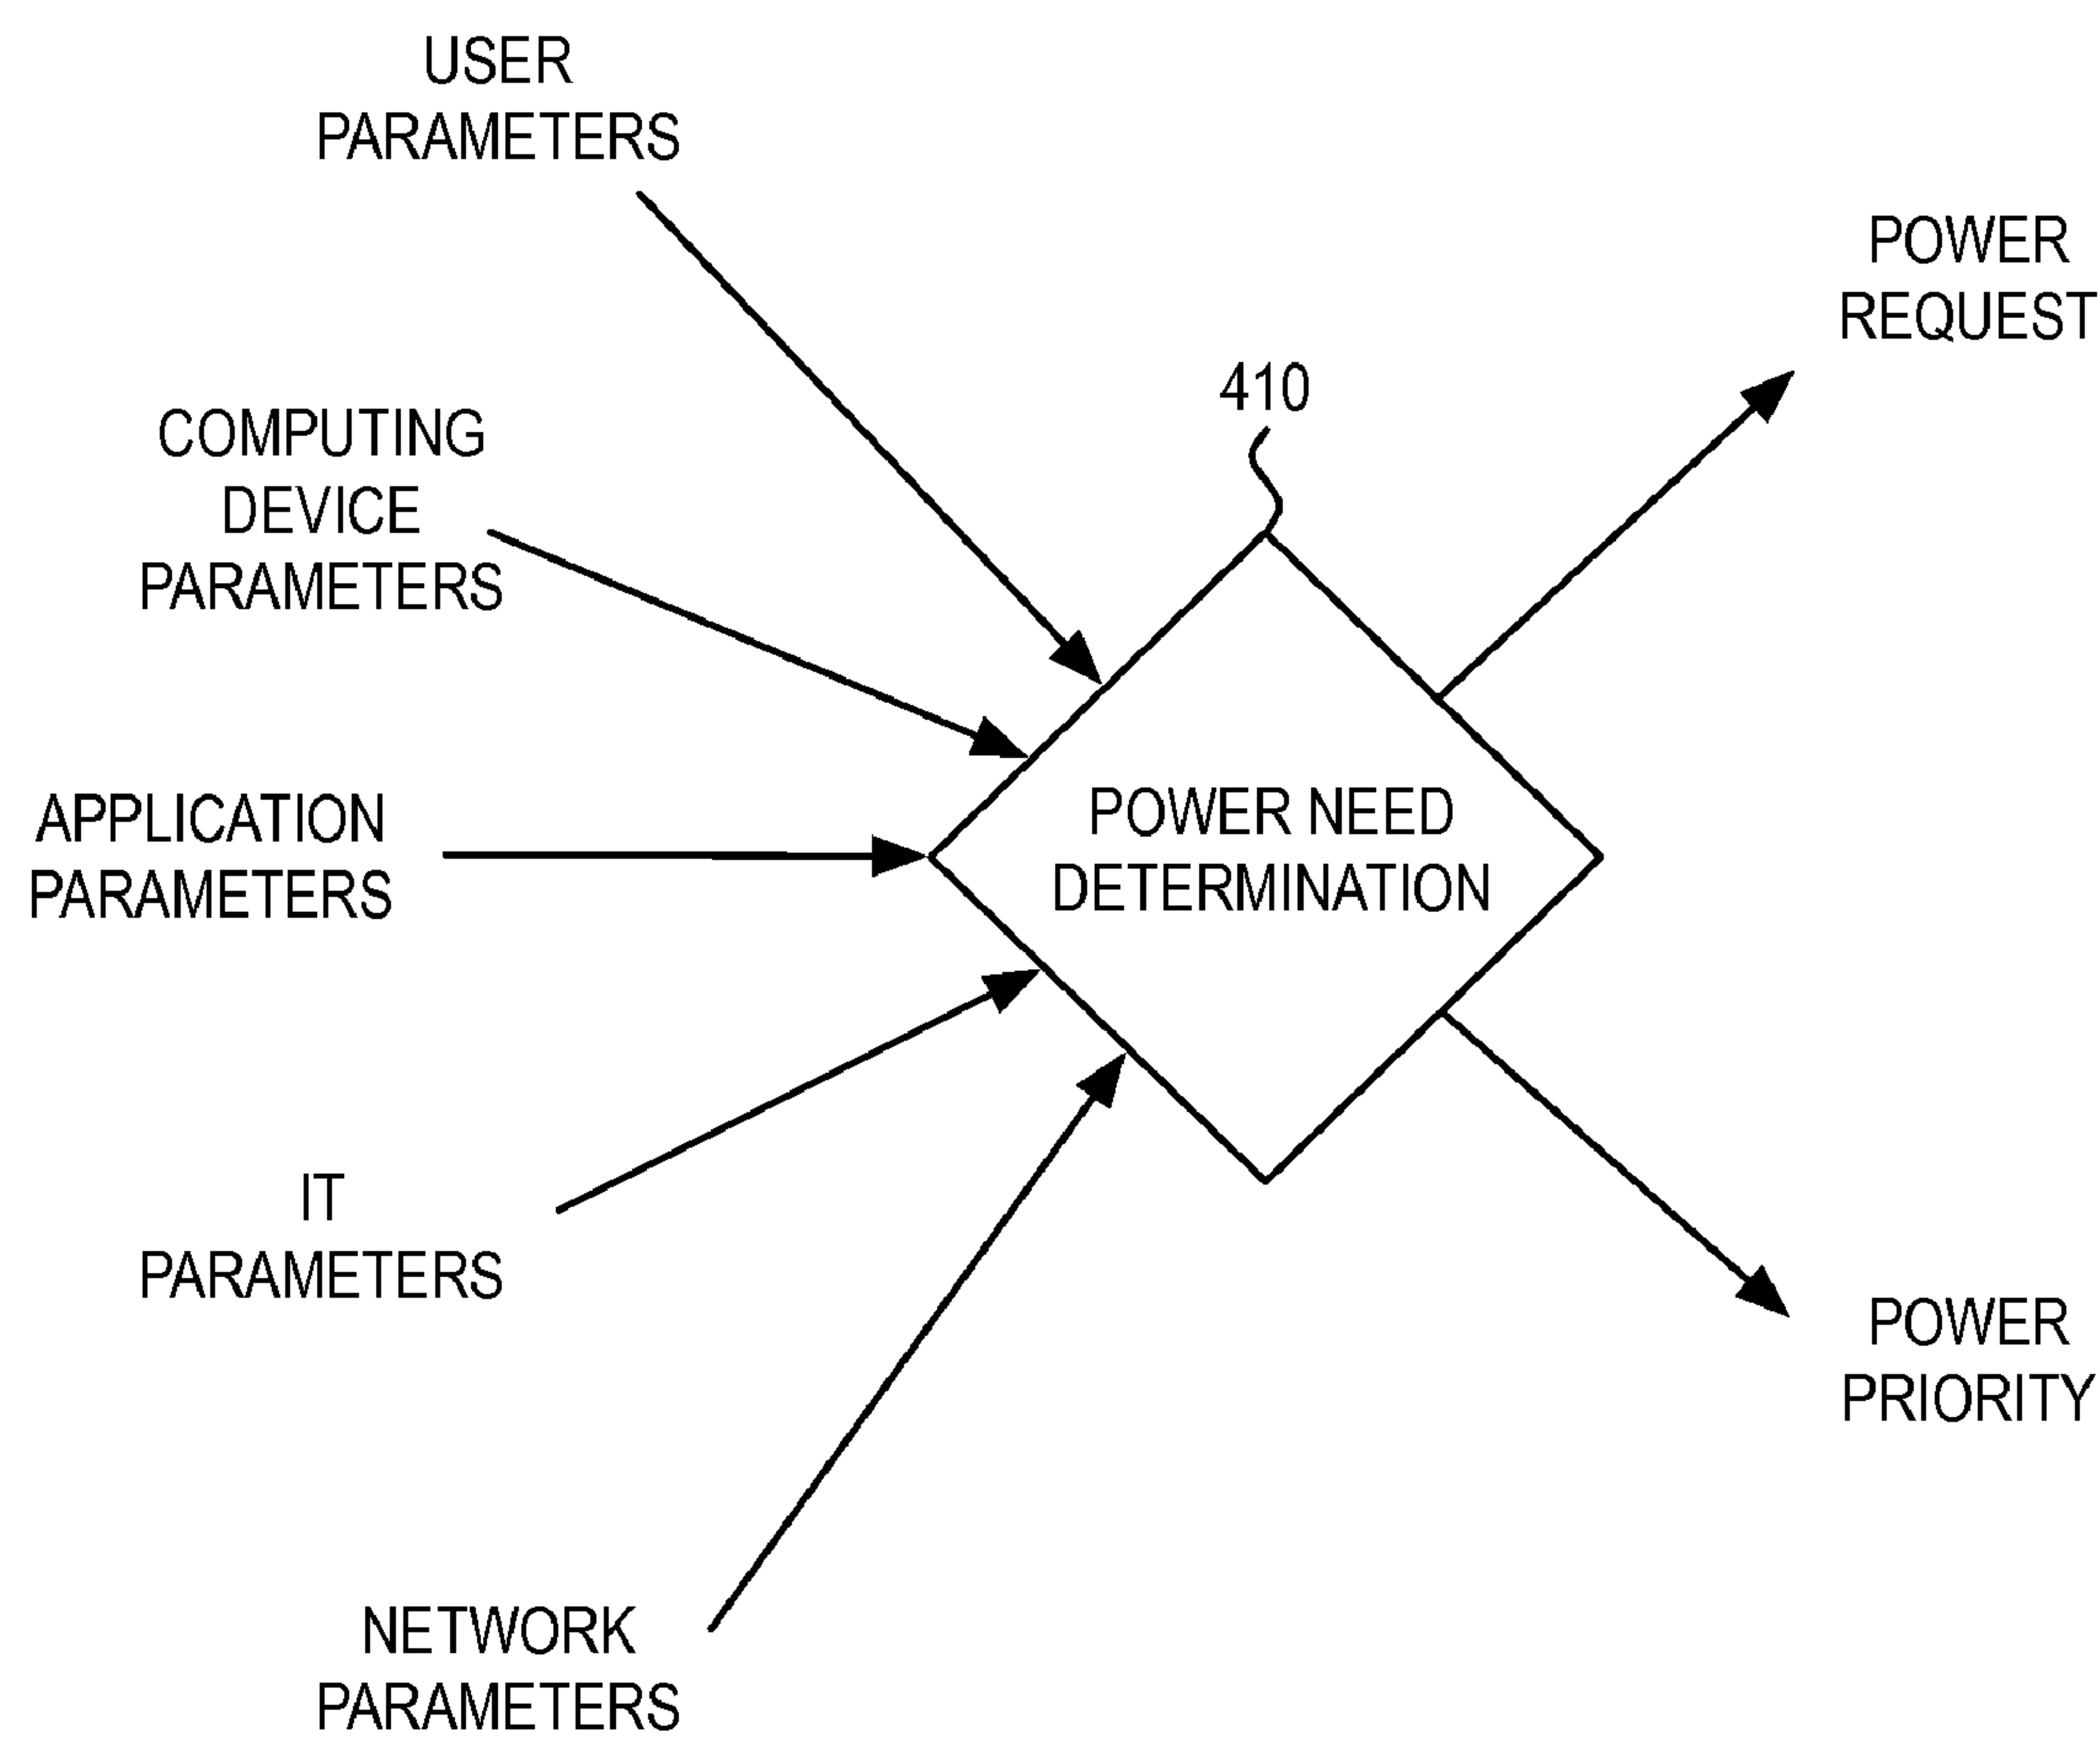 USER
PARAMETERS
POWER
REQUEST
410
COMPUTING
DEVICE
PARAMETERS
APPLICATION
PARAMETERS
POWER NEED
DETERMINATION
IT
PARAMETERS
POWER
PRIORITY
NETWORK
PARAMETERS